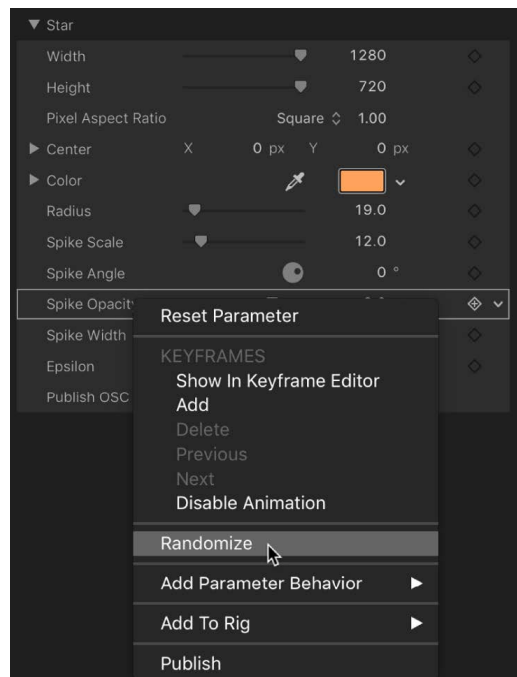 Star
Width 1280
Height 720
Pixel Aspect Ratio Square 1.00
Center X 0 px Y 0 px
Color
Radius 19.0
Spike Scale 12.0
Spike Angle 0 °
Spike Opacit
Reset Parameter
Spike Width
KEYFRAMES
Epsilon
Show In Keyframe Editor
Publish OSC
Add
Delete
Previous
Next
Disable Animation
Randomize
Add Parameter Behavior
Add To Rig
Publish